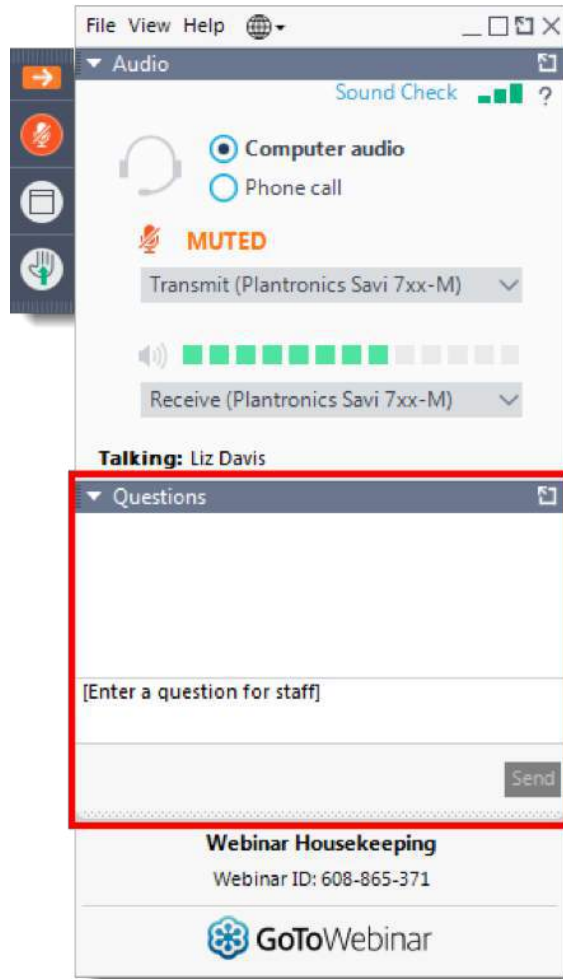 File View Help
Audio
Sound Check ?
Computer audio
Phone call
MUTED
Transmit (Plantronics Savi 7xx-M)
Receive (Plantronics Savi 7xx-M)
Talking: Liz Davis
Questions
[Enter a question for staff]
Send
Webinar Housekeeping
Webinar ID: 608-865-371
GoToWebinar